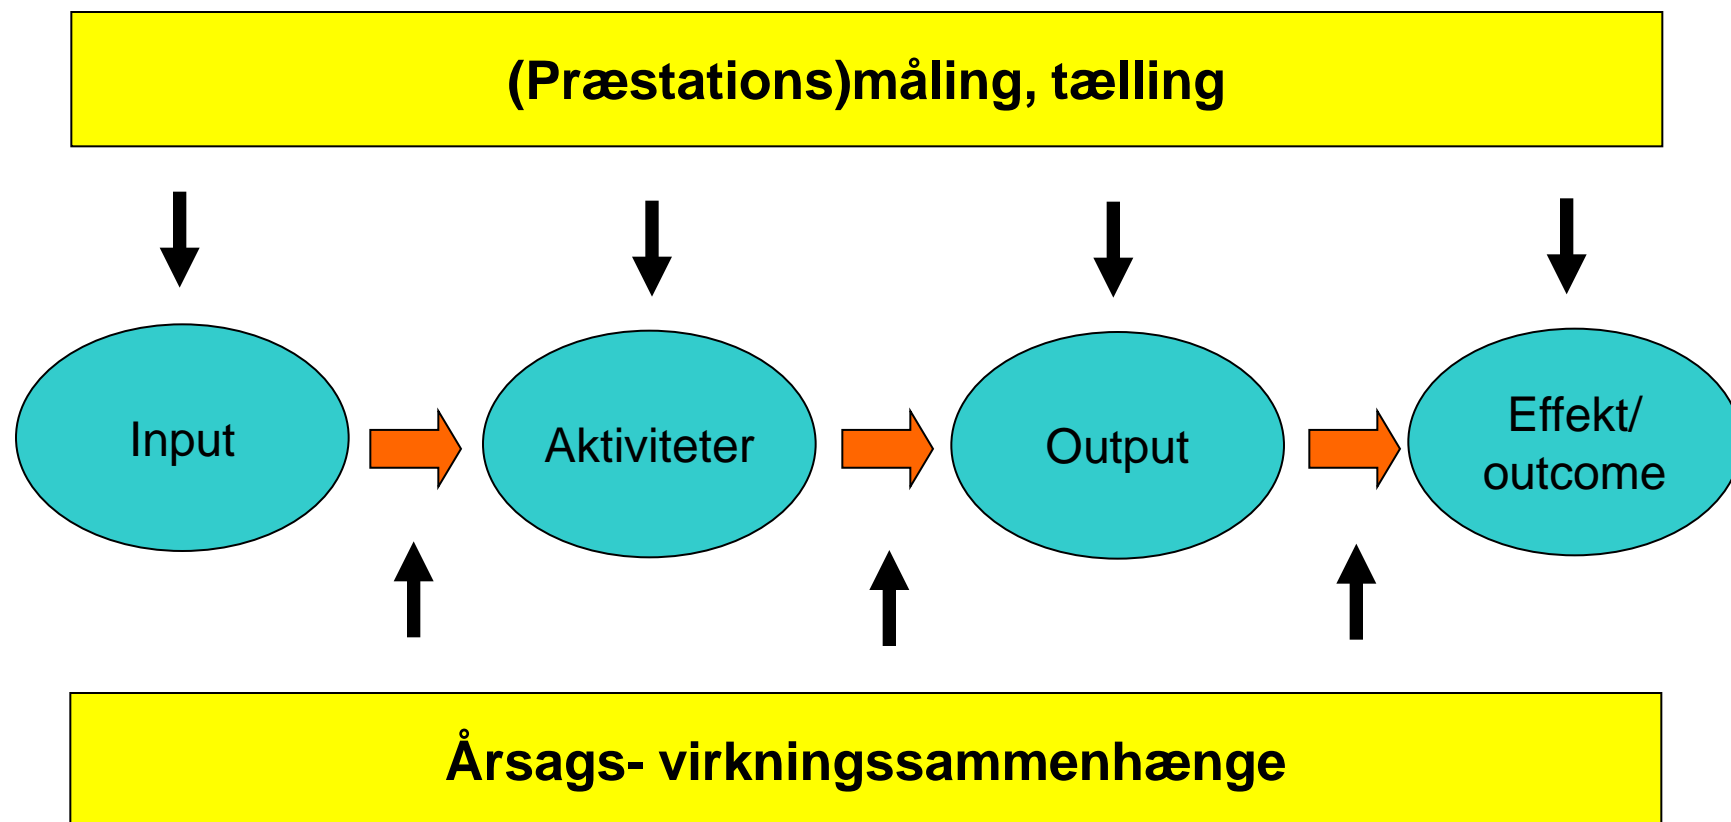 (Præstations)måling, tælling
Input
Aktiviteter
Output
Effekt/
outcome
Årsags- virkningssammenhænge